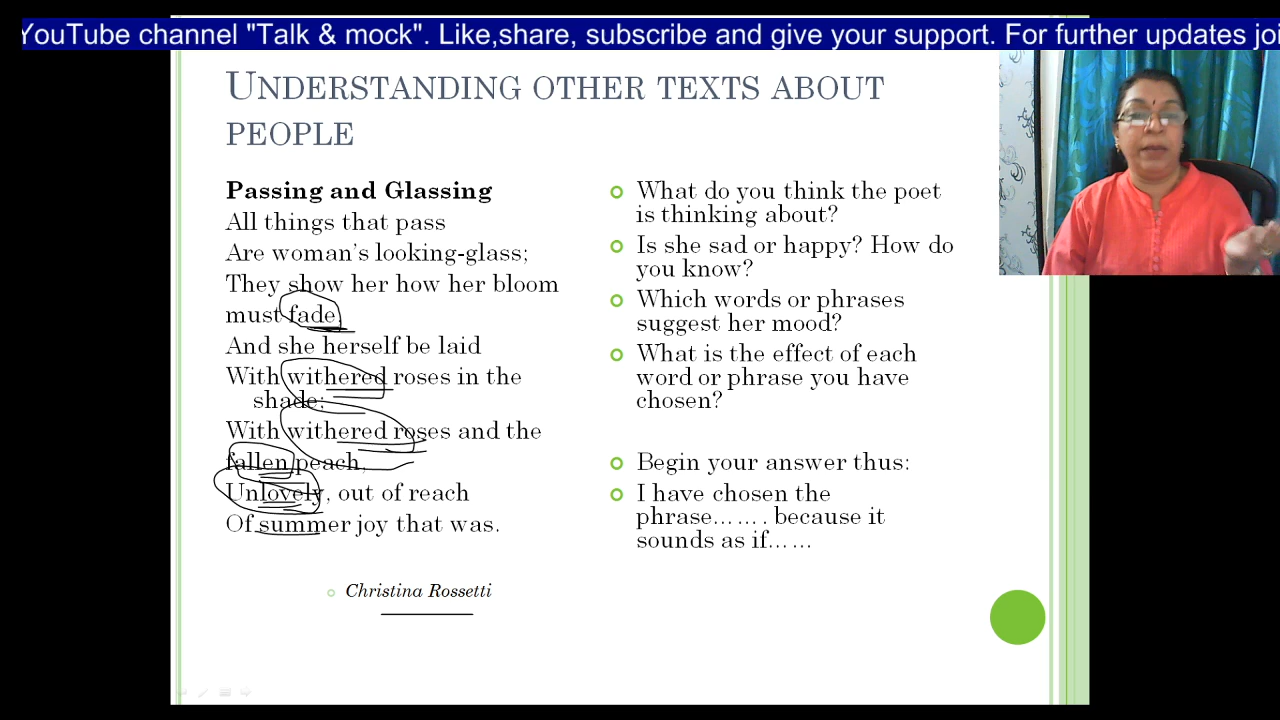 YouTube channel "Talk & mock". Like,share, subscribe and give your support. For further updates joi
UNDERSTANDING OTHER TEXTS ABOUT
PEOPLE
Passing and Glassing
All things that pass
Are woman's looking-glass;
They show her how her bloom
must fade,
And she herself be laid
With withered roses in the
shade;
With withered roses and the
fallen peach,
Unlovely, out of reach
Of summer joy that was.
Christina Rossetti
What do you think the poet
is thinking about?
Is she sad or happy? How do
you know?
Which words or phrases
suggest her mood?
What is the effect of each
word or phrase you have
chosen?
Begin your answer thus:
I have chosen the
phrase... ... . because it
sounds as if... ...